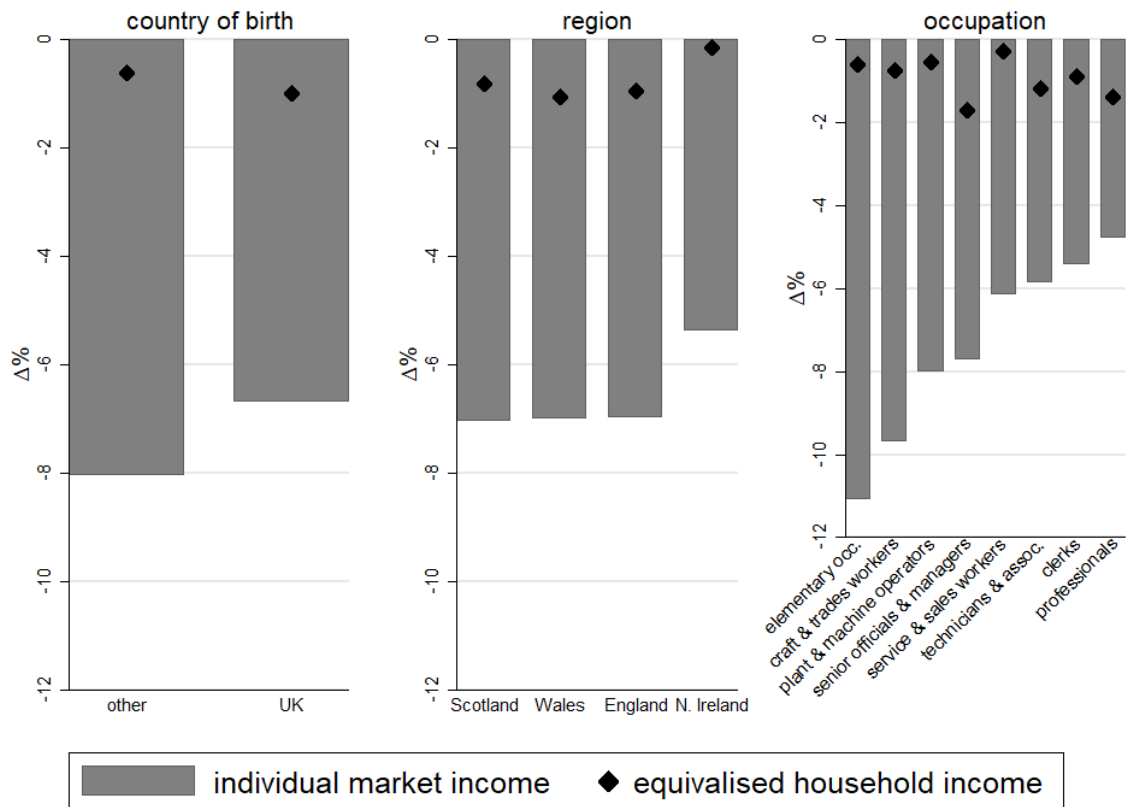 country of birth
region
occupation
0
-2
-4
-6
-8
-10
-12
Δ%
other
UK
0
-2
-4
-6
-8
-10
-12
Δ%
Scotland
Wales
England
N. Ireland
0
-2
-4
-6
-8
-10
-12
Δ%
elementary occ.
craft & trades workers
plant & machine operators
senior officials & managers
service & sales workers
technicians & assoc.
clerks
professionals
individual market income
equivalised household income